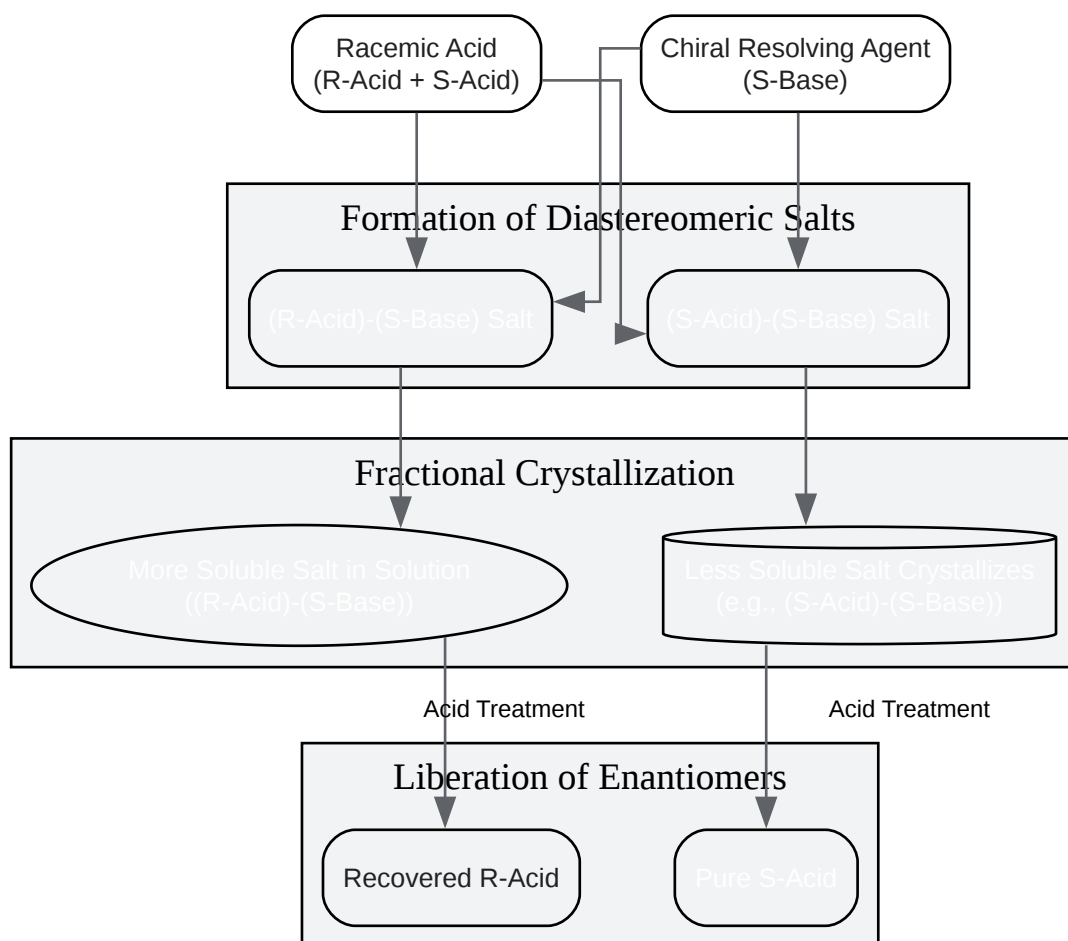 Racemic Acid
(R-Acid + S-Acid)
Chiral Resolving Agent
(S-Base)
Formation of Diastereomeric Salts
(R-Acid)-(S-Base) Salt
(S-Acid)-(S-Base) Salt
Fractional Crystallization
More Soluble Salt in Solution
((R-Acid)-(S-Base))
Less Soluble Salt Crystallizes
(e.g., (S-Acid)-(S-Base))
Acid Treatment
Acid Treatment
Liberation of Enantiomers
Recovered R-Acid
Pure S-Acid